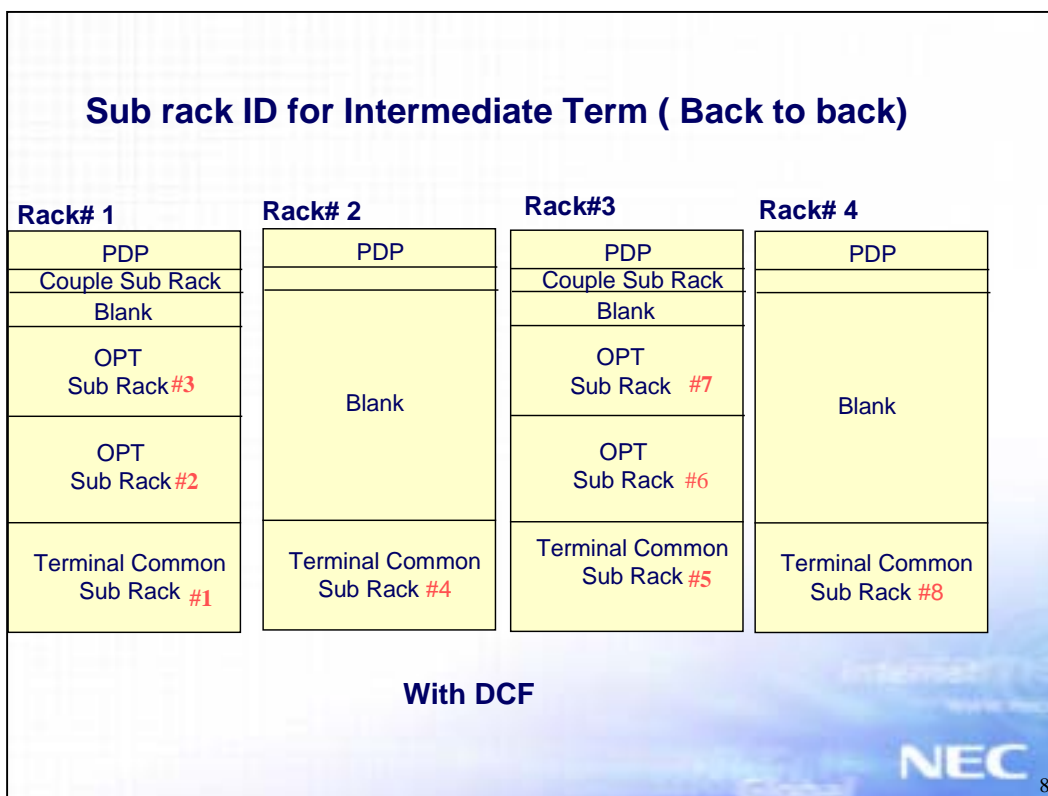 Sub rack ID for Intermediate Term ( Back to back)
Rack# 1
PDP
Couple Sub Rack
Blank
OPT
Sub Rack #3
OPT
Sub Rack #2
Terminal Common
Sub Rack #1
Rack# 2
PDP
Blank
Terminal Common
Sub Rack #4
Rack#3
PDP
Couple Sub Rack
Blank
OPT
Sub Rack #7
OPT
Sub Rack #6
Terminal Common
Sub Rack #5
Rack# 4
PDP
Blank
Terminal Common
Sub Rack #8
With DCF
Internet
Global
NEC
8